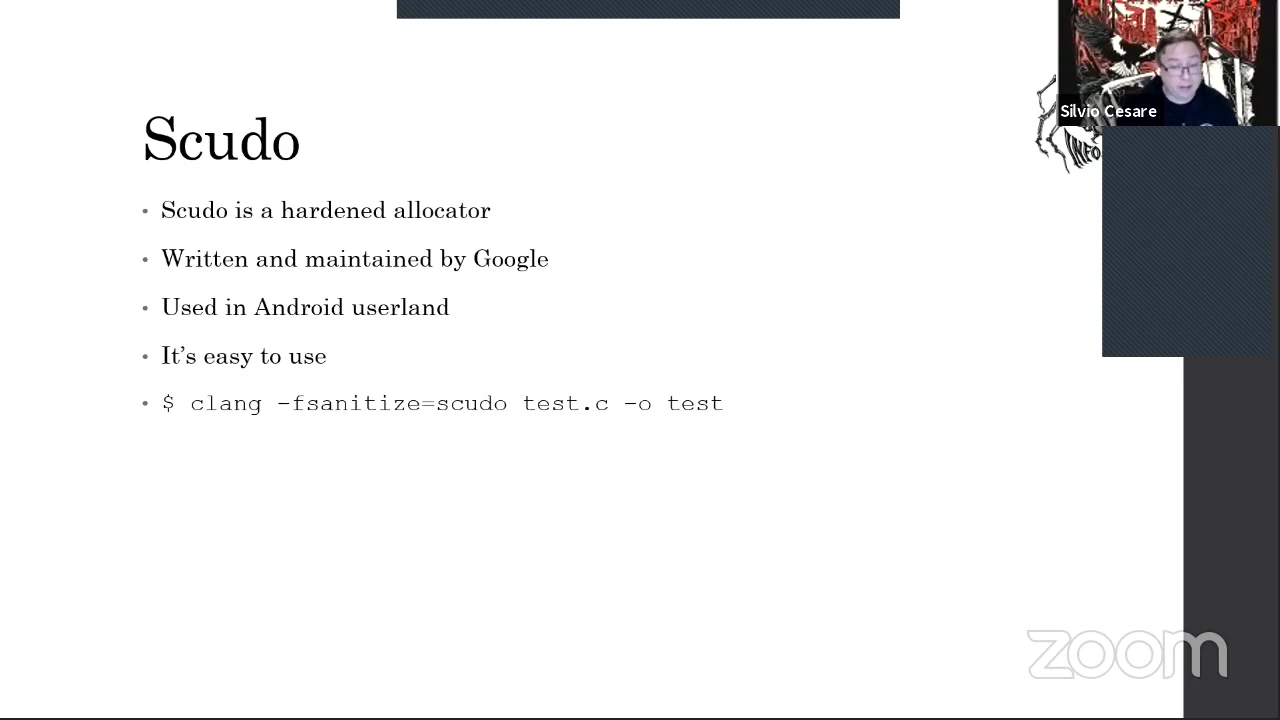 Silvio Cesare
INFO
Scudo
• Scudo is a hardened allocator
• Written and maintained by Google
• Used in Android userland
• It’s easy to use
• $ clang -fsanitize=scudo test.c -o test
zoom